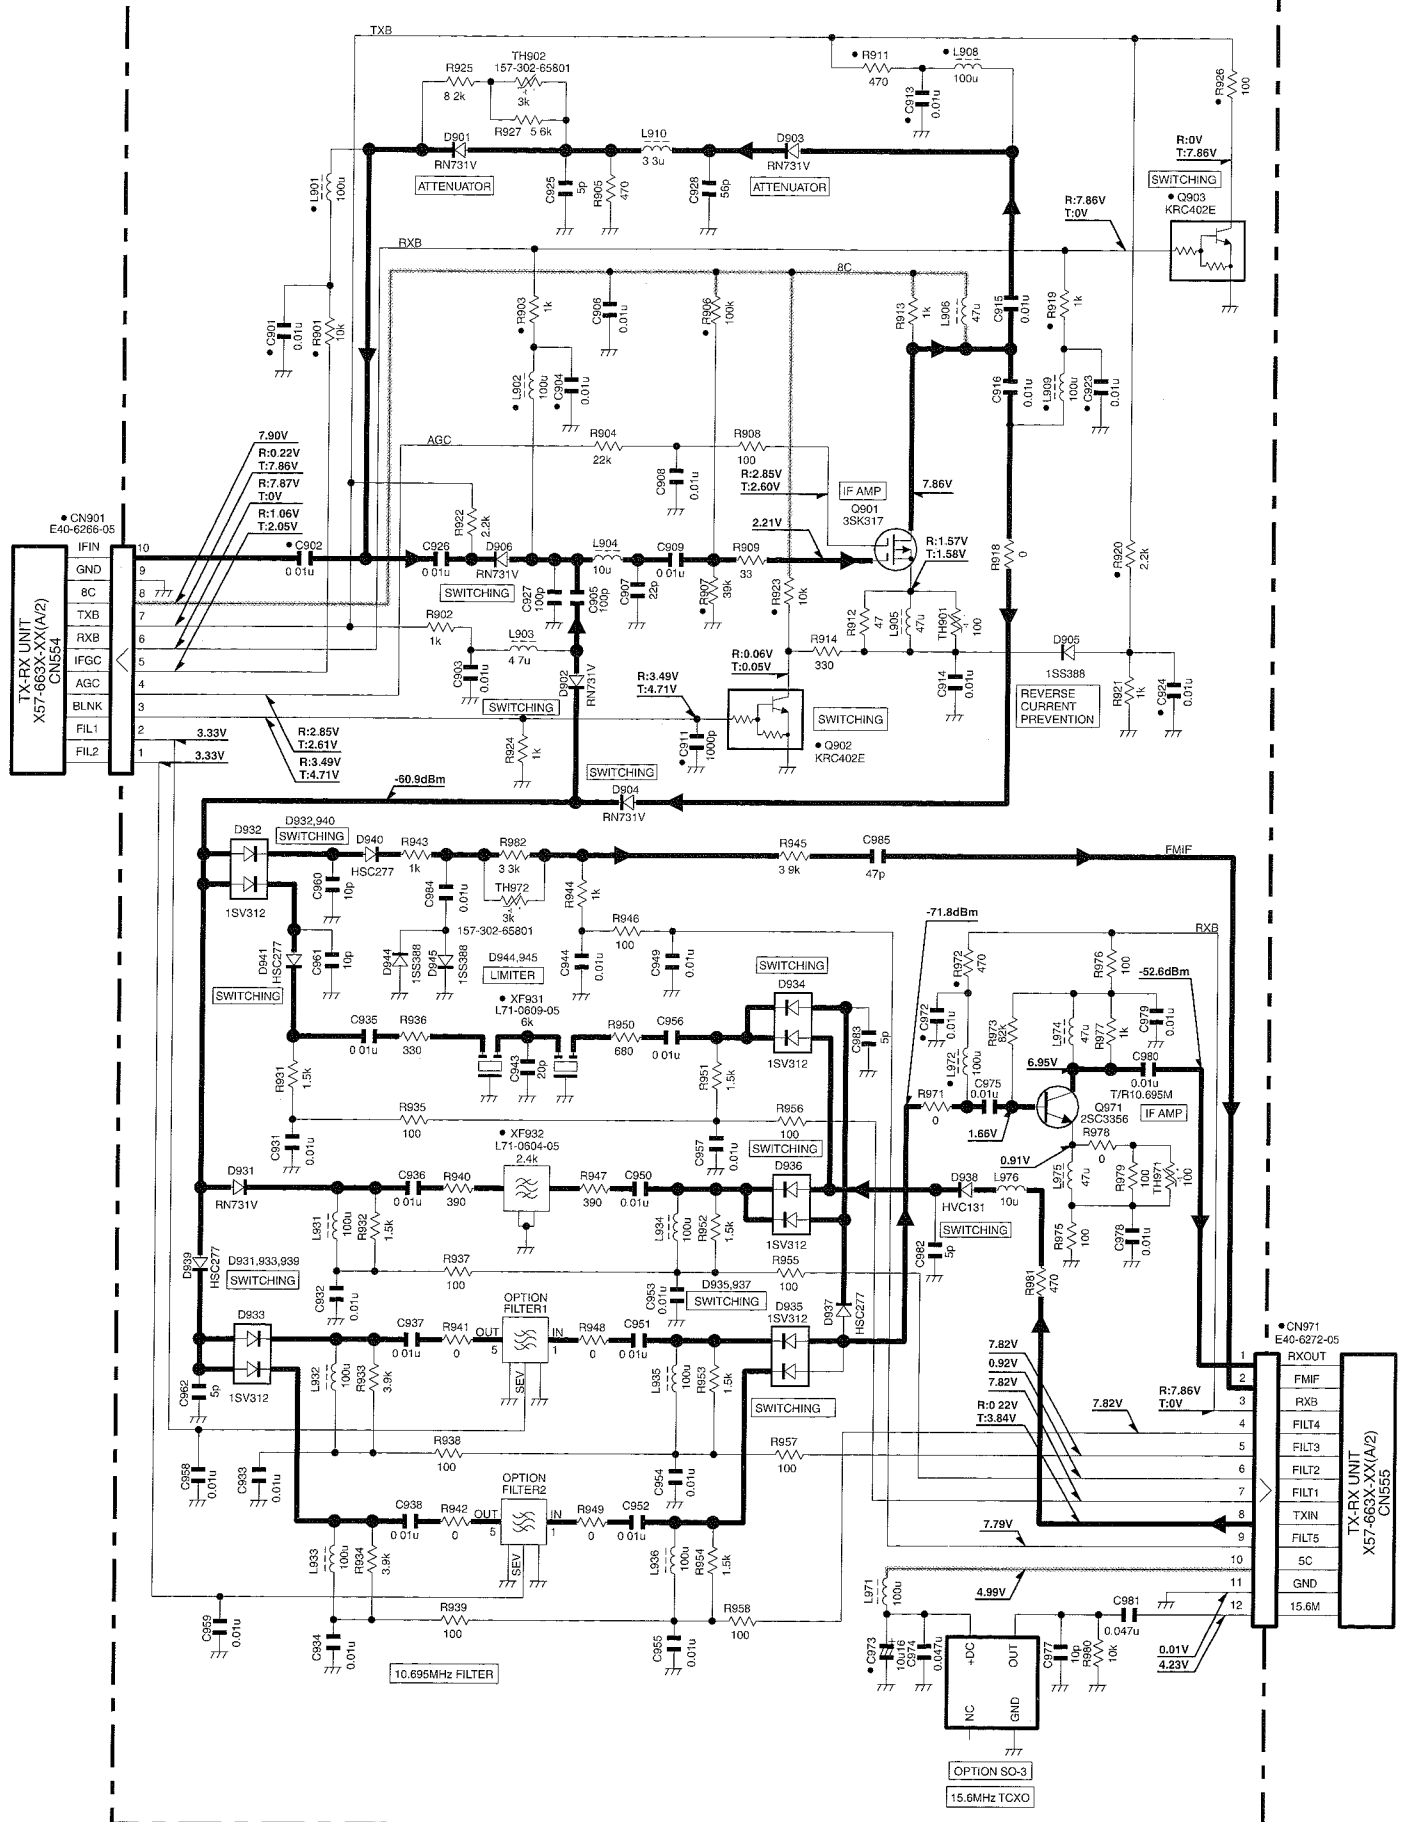 TXB
R911
470
L908
100u
C913
0.01u
R926
100
TH902
157-302-65801
3k
R925
8 2k
R927 5 6k
D901
RN731V
ATTENUATOR
C925
5p
R905
470
L910
3 3u
C928
56p
D903
RN731V
ATTENUATOR
R:0V
T:7.86V
SWITCHING
Q903
KRC402E
R:7.86V
T:0V
L901
100u
RXB
8C
C901
0.01u
R901
10k
R903
1k
C906
0.01u
R906
100k
R913
1k
L906
47u
C915
0.01u
R919
1k
L902
100u
C904
0.01u
C916
0.01u
L909
100u
C923
0.01u
AGC
R904
22k
R908
100
C908
0.01u
R:2.85V
T:2.60V
IF AMP
Q901
3SK317
7.86V
7.90V
R:0.22V
T:7.86V
R:7.87V
T:0V
R:1.06V
T:2.05V
CN901
E40-6266-05
TX-RX UNIT
X57-663X-XX(A/2)
CN554
IFIN 10
GND 9
8C 8
TXB 7
RXB 6
IFGC 5
AGC 4
BLNK 3
FIL1 2
FIL2 1
C902
0 01u
R922
2.2k
C926
0 01u
D906
RN731V
SWITCHING
C927
100p
C905
100p
L904
10u
C907
22p
C909
0 01u
R907
39k
R909
33
2.21V
R:1.57V
T:1.58V
R918
0
R920
2.2k
R902
1k
C903
0.01u
L903
4 7u
D902
RN731V
SWITCHING
R923
10k
R912
47
L905
47u
TH901
100
R914
330
C914
0.01u
D905
1SS388
REVERSE
CURRENT
PREVENTION
R921
1k
C924
0.01u
R:0.06V
T:0.05V
R:3.49V
T:4.71V
SWITCHING
Q902
KRC402E
R924
1k
C911
1000p
3.33V
3.33V
R:2.85V
T:2.61V
R:3.49V
T:4.71V
-60.9dBm
SWITCHING
D904
RN731V
D932
1SV312
D932,940
SWITCHING
D940
HSC277
C960
10p
R943
1k
C984
0.01u
R982
3 3k
TH972
3k
157-302-65801
R944
1k
R945
3 9k
C985
47p
FMIF
D941
HSC277
SWITCHING
C961
10p
D944
1SS388
D945
1SS388
D944,945
LIMITER
C944
0.01u
R946
100
C949
0.01u
-71.8dBm
RXB
SWITCHING
D934
1SV312
C983
5p
R972
470
C972
0.01u
L972
100u
R973
82k
L974
47u
R976
100
R977
1k
C979
0.01u
-52.6dBm
6.95V
C980
0.01u
T/R10.695M
IF AMP
Q971
2SC3356
R971
0
C975
0.01u
1.66V
0.91V
R978
0
L975
47u
R979
100
TH971
100
R975
100
C978
0.01u
C935
0 01u
R936
330
XF931
L71-0609-05
6k
C943
20p
R950
680
C956
0 01u
R931
1.5k
R951
1.5k
C931
0.01u
R935
100
C957
0.01u
R956
100
SWITCHING
D936
1SV312
D931
RN731V
C936
0 01u
R940
390
XF932
L71-0604-05
2.4k
R947
390
C950
0.01u
L931
100u
R932
1.5k
L934
100u
R952
1.5k
D938
HVC131
SWITCHING
L976
10u
C982
5p
R981
470
D939
HSC277
D931,933,939
SWITCHING
C932
0.01u
R937
100
C953
0.01u
R955
100
D935,937
SWITCHING
D937
HSC277
D933
1SV312
C937
0 01u
R941
0
OPTION
FILTER1
OUT
5
IN
1
SEV
R948
0
C951
0 01u
D935
1SV312
SWITCHING
C962
5p
L932
100u
R933
3.9k
L935
100u
R953
1.5k
C958
0.01u
C933
0.01u
R938
100
C954
0.01u
R957
100
C938
0 01u
R942
0
OPTION
FILTER2
OUT
5
IN
1
SEV
R949
0
C952
0 01u
L933
100u
R934
3.9k
L936
100u
R954
1.5k
C959
0.01u
C934
0.01u
R939
100
C955
0.01u
R958
100
10.695MHz FILTER
7.82V
0.92V
7.82V
R:0 22V
T:3.84V
7.82V
R:7.86V
T:0V
7.79V
4.99V
0.01V
4.23V
CN971
E40-6272-05
1 RXOUT
2 FMIF
3 RXB
4 FILT4
5 FILT3
6 FILT2
7 FILT1
8 TXIN
9 FILT5
10 5C
11 GND
12 15.6M
TX-RX UNIT
X57-663X-XX(A/2)
CN555
L971
100u
C973
10u16
C974
0.047u
+DC
OUT
NC
GND
C977
10p
R980
10k
C981
0.047u
OPTION SO-3
15.6MHz TCXO